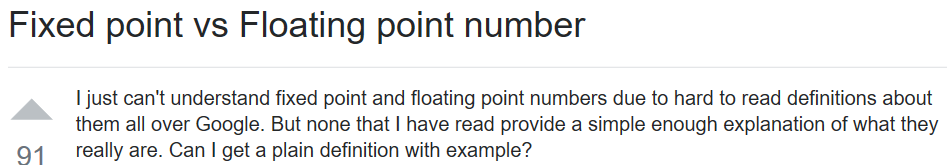 Fixed point vs Floating point number
I just can't understand fixed point and floating point numbers due to hard to read definitions about
them all over Google. But none that I have read provide a simple enough explanation of what they
91 really are. Can I get a plain definition with example?